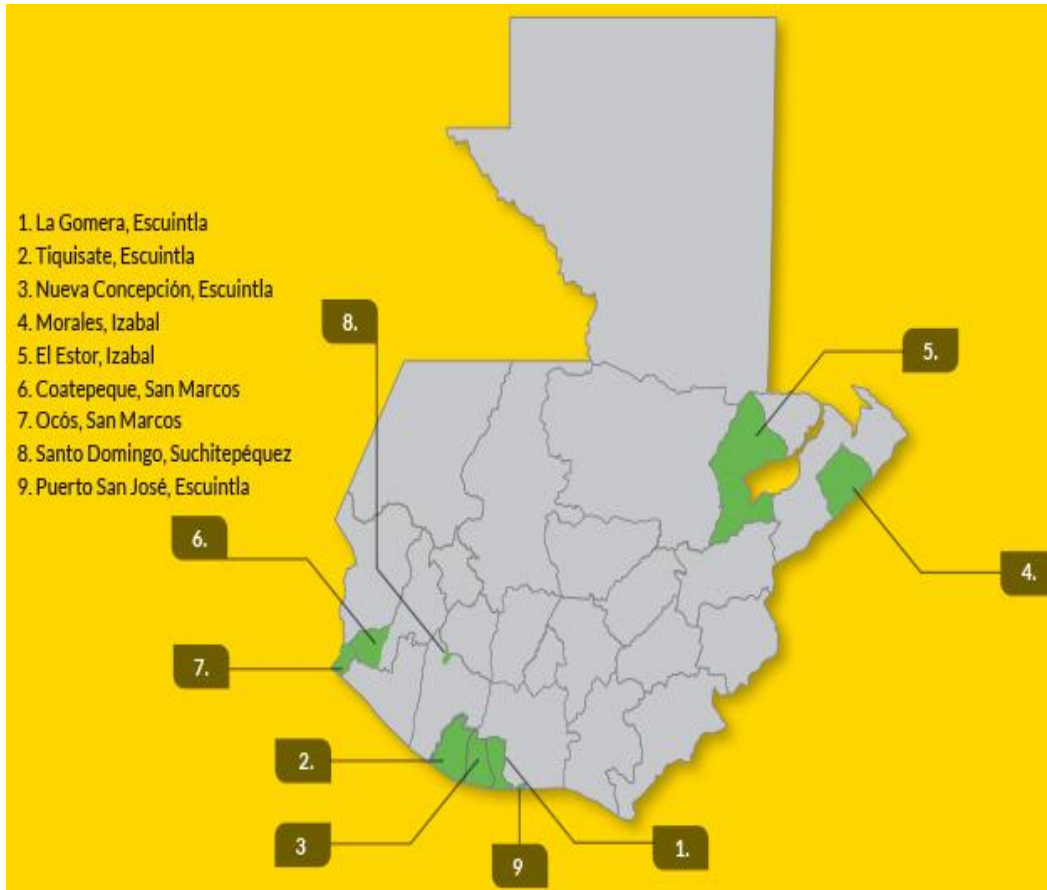 1. La Gomera, Escuintla
2. Tiquisate, Escuintla
3. Nueva Concepción, Escuintla
4. Morales, Izabal
5. El Estor, Izabal
6. Coatepeque, San Marcos
7. Ocós, San Marcos
8. Santo Domingo, Suchitepéquez
9. Puerto San José, Escuintla
8.
5.
6.
4.
7.
2.
3
1.
9